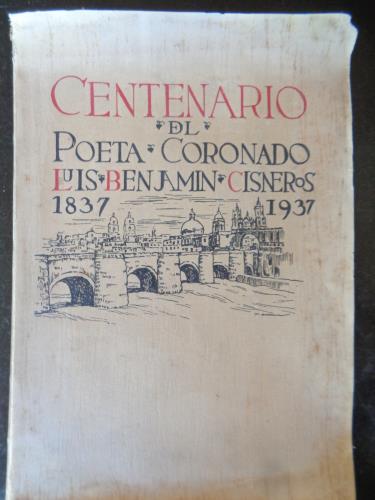 CENTENARIO
DEL
POETA CORONADO
LUIS BENJAMIN CISNEROS
1837 1937